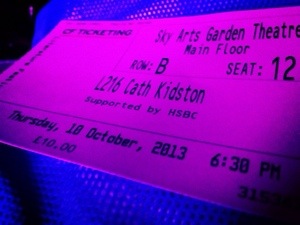 CF TICKETING
Sky Arts Garden Theatre
Main Floor
ROW: B
SEAT: 12
L216 Cath Kidston
Supported by HSBC
Thursday, 10 October, 2013 6:30 PM
£10.00